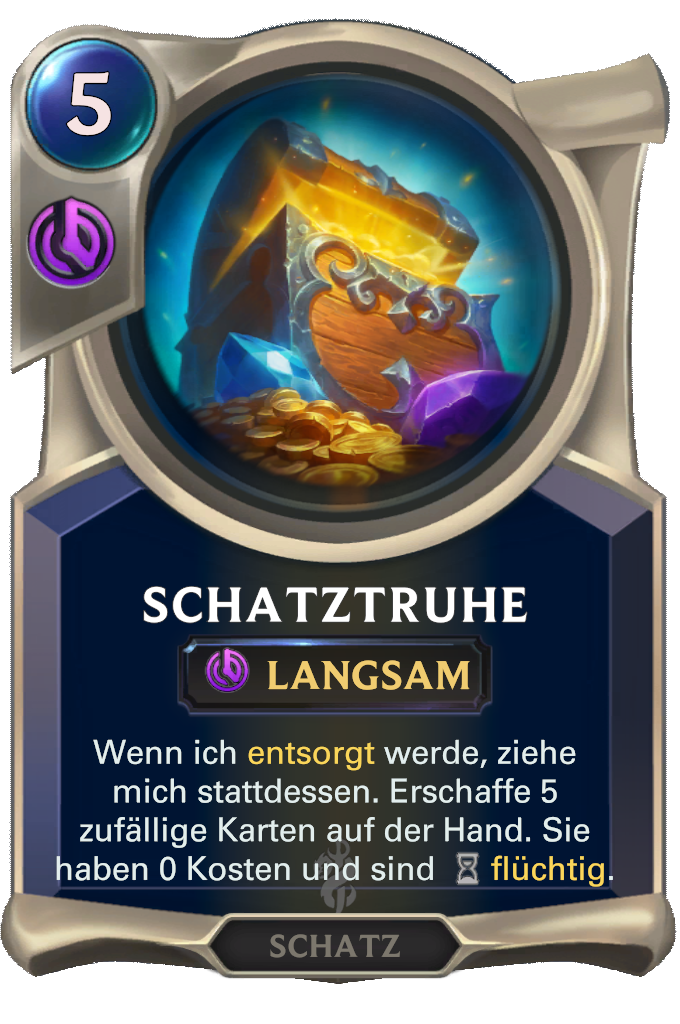 5
SCHATZTRUHE
LANGSAM
Wenn ich entsorgt werde, ziehe
mich stattdessen. Erschaffe 5
zufällige Karten auf der Hand. Sie
haben 0 Kosten und sind flüchtig.
SCHATZ